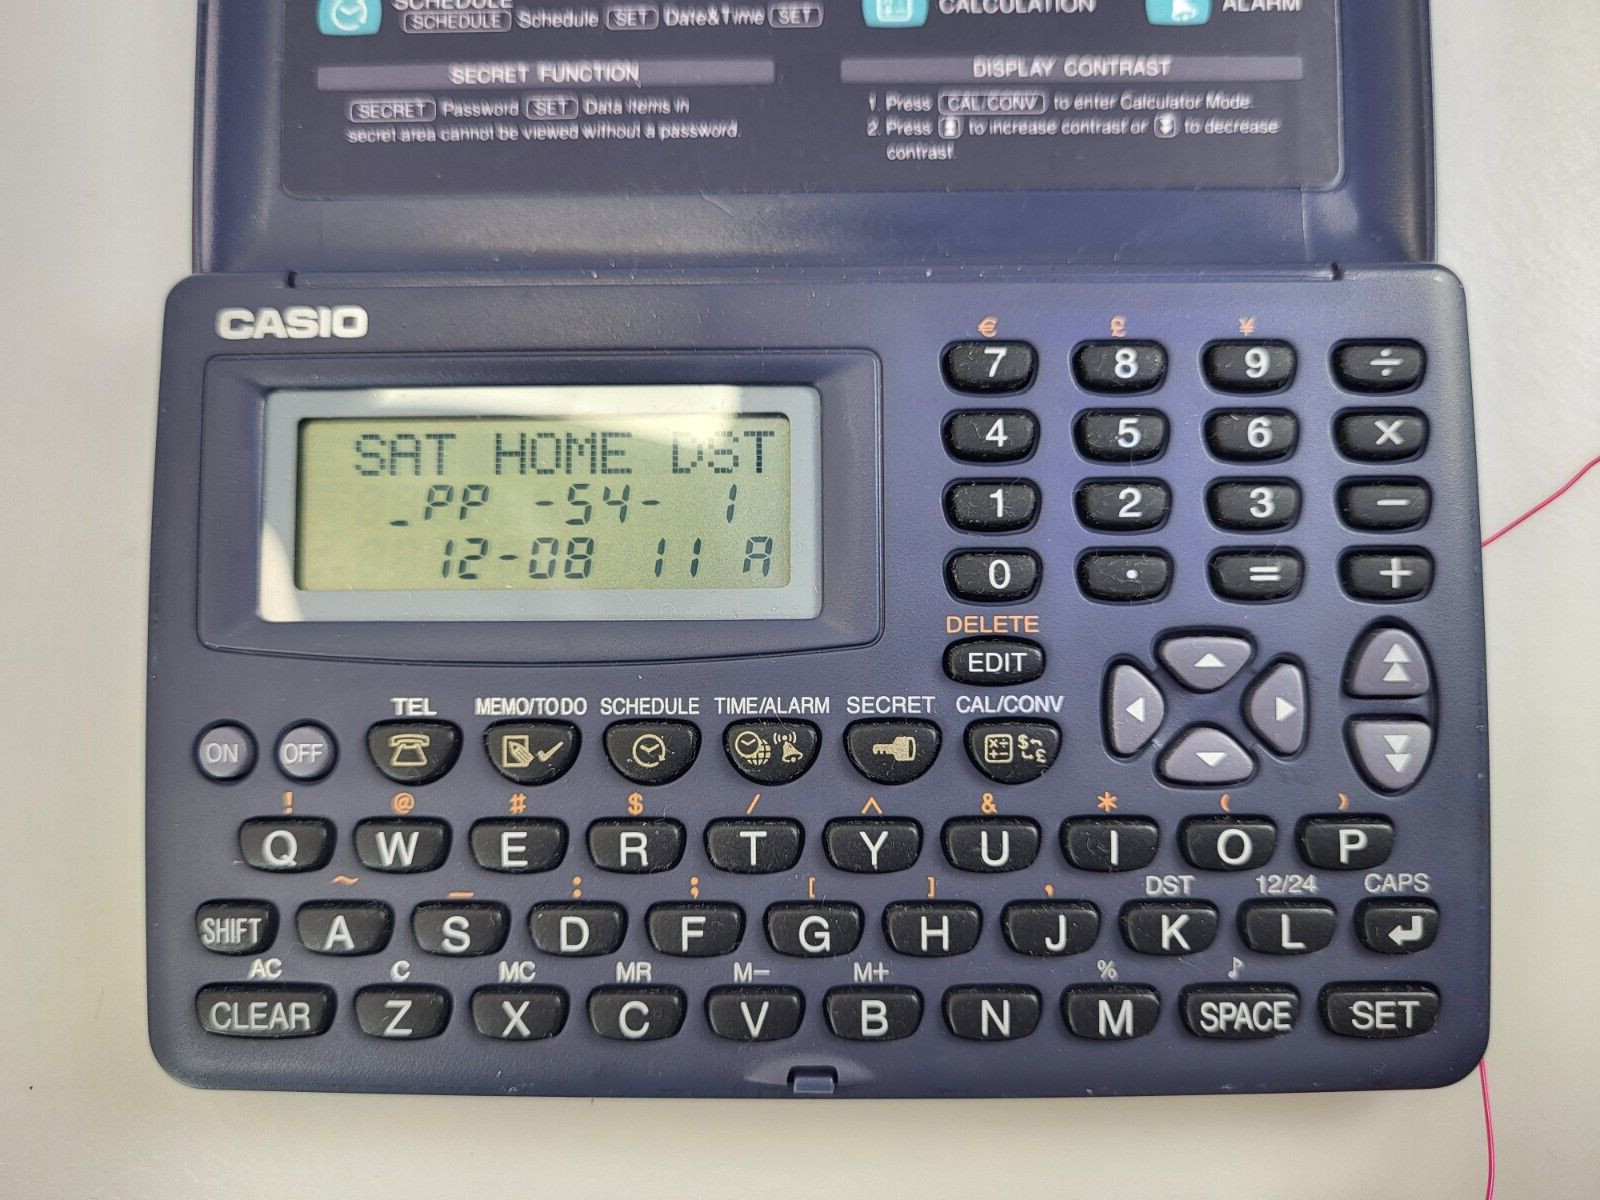 SCHEDULE
SCHEDULE Schedule SET Date&Time SET
CALCULATION
ALARM
SECRET FUNCTION
SECRET Password SET Data items in
secret area cannot be viewed without a password.
DISPLAY CONTRAST
1. Press CAL/CONV to enter Calculator Mode.
2. Press to increase contrast or to decrease
contrast.
CASIO
SAT HOME DST
_PP -54- 1
12-08 11 A
€ £ ¥
7 8 9 ÷
4 5 6 ×
1 2 3 −
0 . = +
DELETE
EDIT
TEL MEMO/TO DO SCHEDULE TIME/ALARM SECRET CAL/CONV
ON OFF
! @ # $ / ^ & * ( )
Q W E R T Y U I O P
~ _ : ; [ ] , DST 12/24 CAPS
SHIFT A S D F G H J K L ↵
AC C MC MR M− M+ % ♪
CLEAR Z X C V B N M SPACE SET